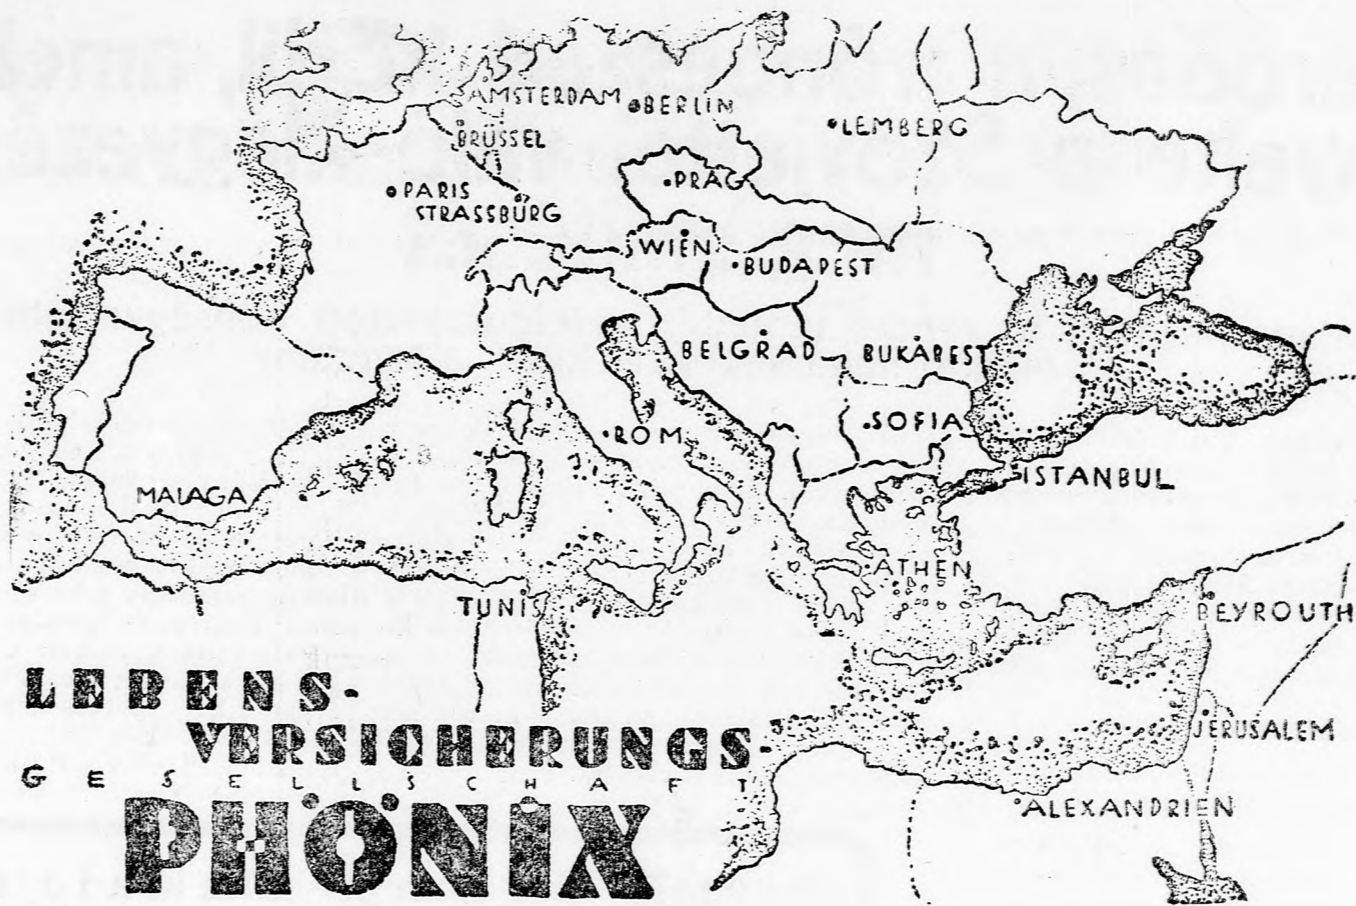 AMSTERDAM
BERLIN
LEMBERG
BRÜSSEL
PARIS
PRAG
STRASSBURG
WIEN
BUDAPEST
BELGRAD
BUKAREST
ROM
SOFIA
MALAGA
ISTANBUL
ATHEN
TUNIS
BEYROUTH
JERUSALEM
ALEXANDRIEN
LEBENS-
VERSICHERUNGS-
GESELLSCHAFT
PHÖNIX